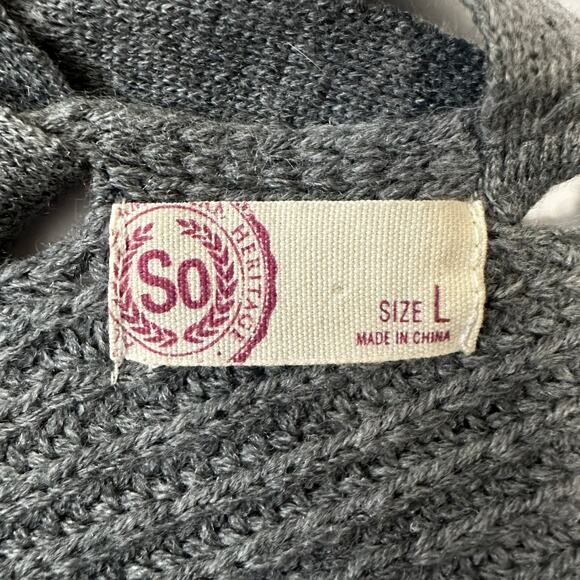 So
HERITAGE
SIZE L
MADE IN CHINA